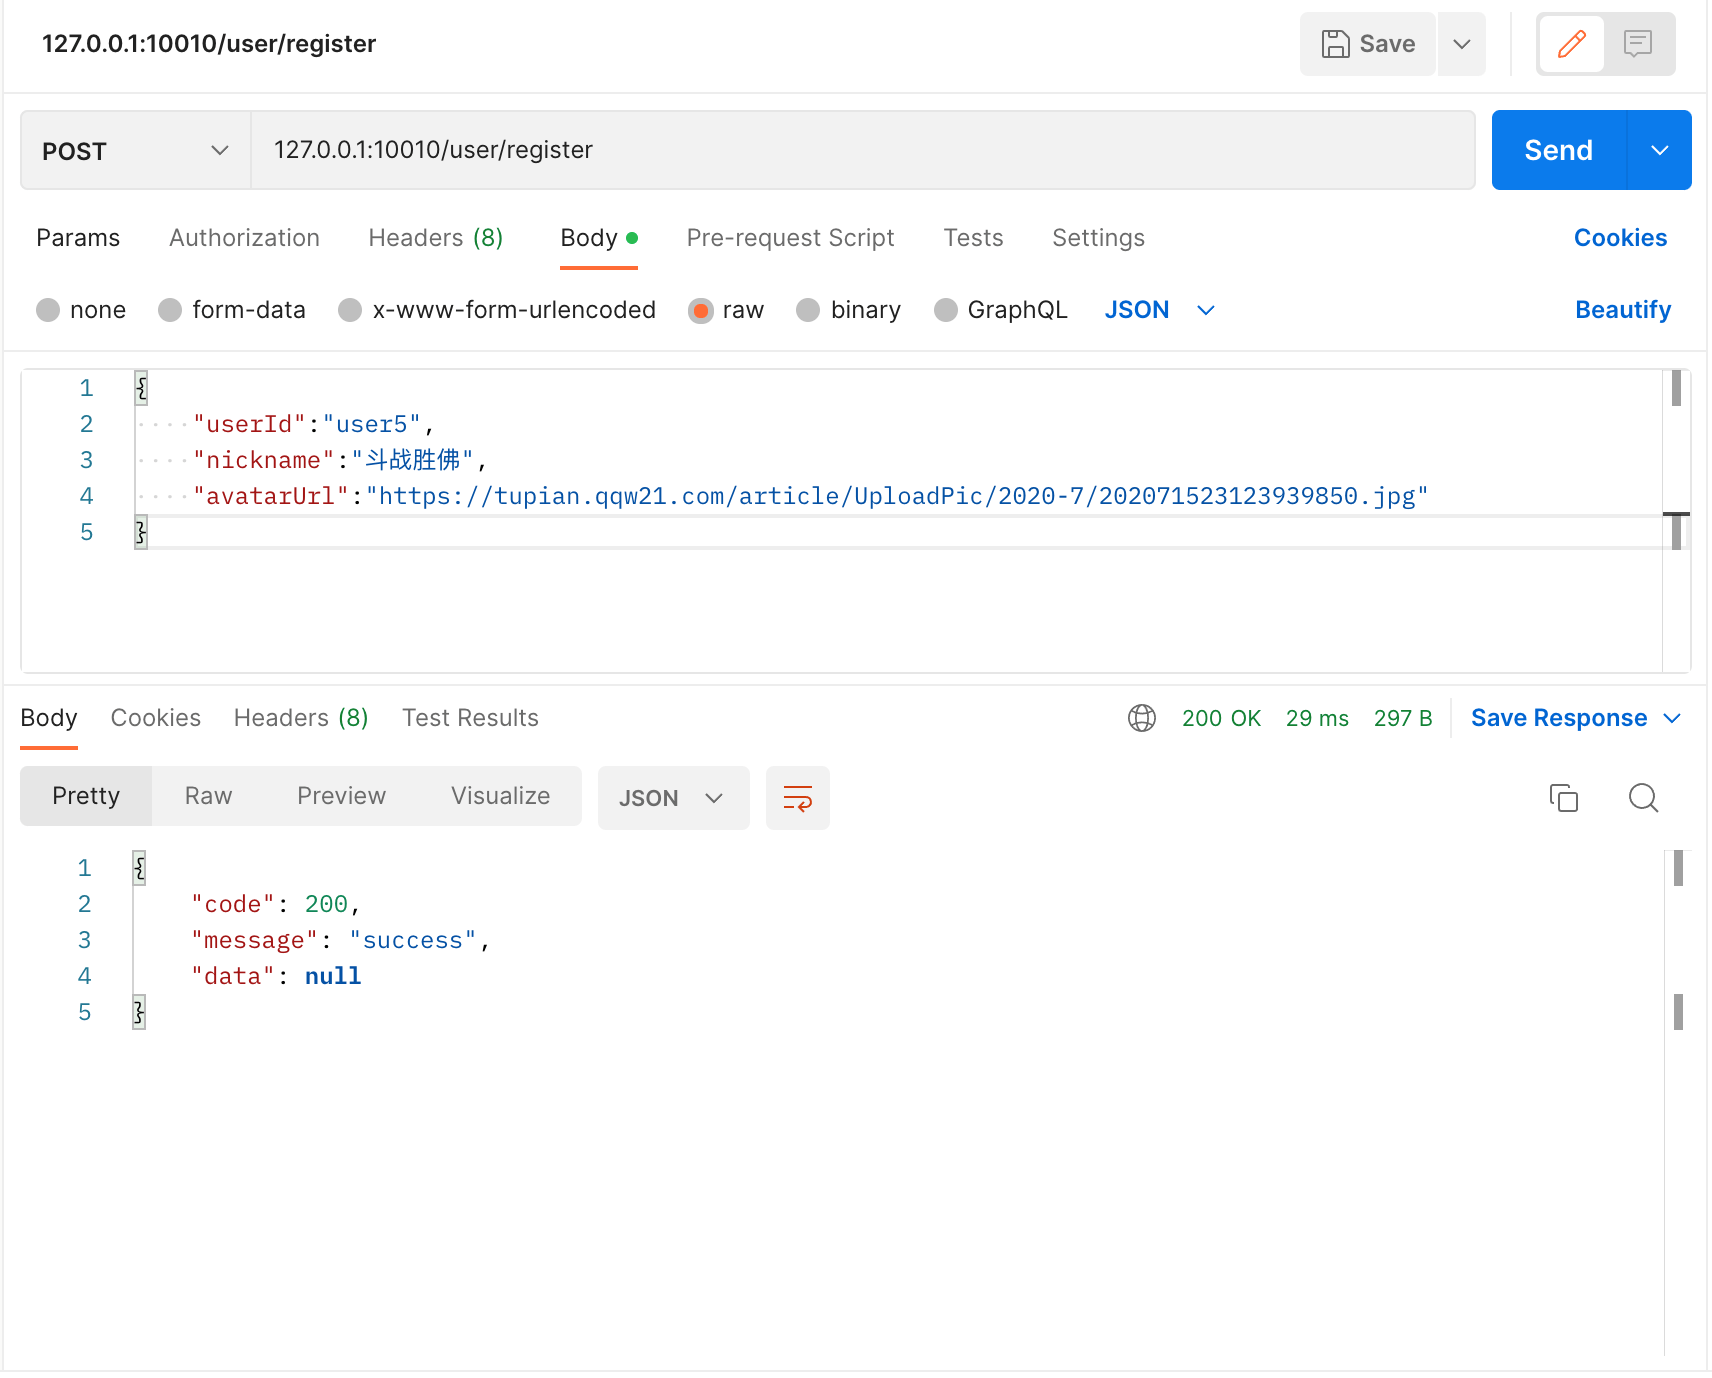 127.0.0.1:10010/user/register
Save
POST
127.0.0.1:10010/user/register
Send
Params Authorization Headers (8) Body Pre-request Script Tests Settings Cookies
none form-data x-www-form-urlencoded raw binary GraphQL JSON Beautify
1 {
2 "userId":"user5",
3 "nickname":"斗战胜佛",
4 "avatarUrl":"https://tupian.qqw21.com/article/UploadPic/2020-7/202071523123939850.jpg"
5 }
Body Cookies Headers (8) Test Results 200 OK 29 ms 297 B Save Response
Pretty Raw Preview Visualize JSON
1 {
2 "code": 200,
3 "message": "success",
4 "data": null
5 }